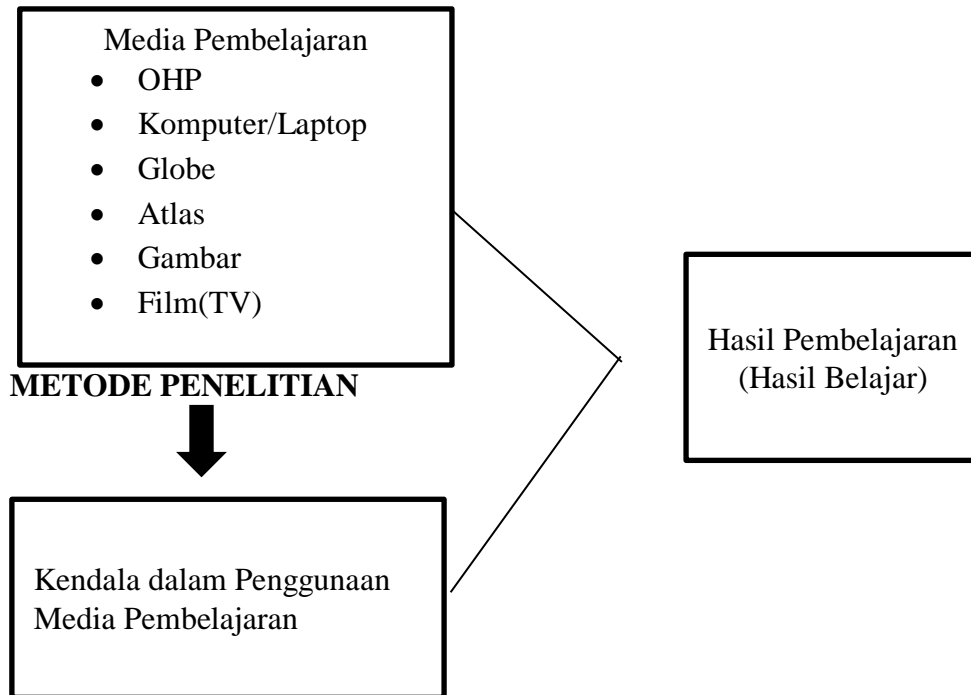 Media Pembelajaran
• OHP
• Komputer/Laptop
• Globe
• Atlas
• Gambar
• Film(TV)
METODE PENELITIAN
Kendala dalam Penggunaan
Media Pembelajaran
Hasil Pembelajaran
(Hasil Belajar)